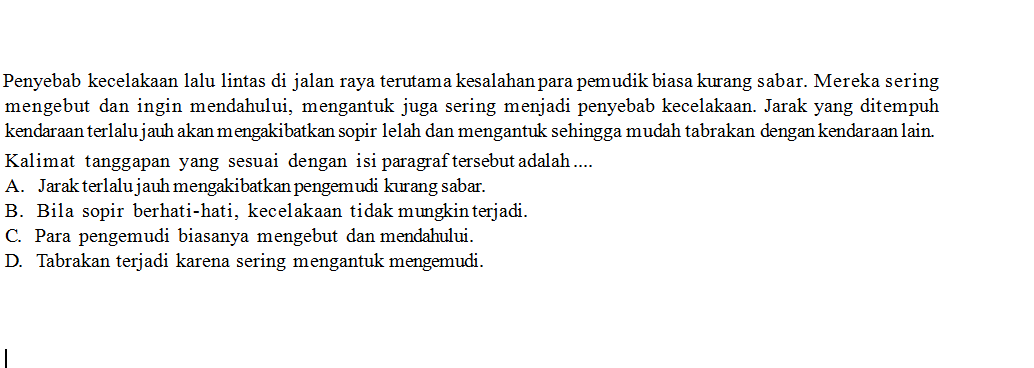 Penyebab kecelakaan lalu lintas di jalan raya terutama kesalahan para pemudik biasa kurang sabar. Mereka sering
mengebut dan ingin mendahului, mengantuk juga sering menjadi penyebab kecelakaan. Jarak yang ditempuh
kendaraan terlalu jauh akan mengakibatkan sopir lelah dan mengantuk sehingga mudah tabrakan dengan kendaraan lain.
Kalimat tanggapan yang sesuai dengan isi paragraf tersebut adalah ....
A. Jarak terlalu jauh mengakibatkan pengemudi kurang sabar.
B. Bila sopir berhati-hati, kecelakaan tidak mungkin terjadi.
C. Para pengemudi biasanya mengebut dan mendahului.
D. Tabrakan terjadi karena sering mengantuk mengemudi.